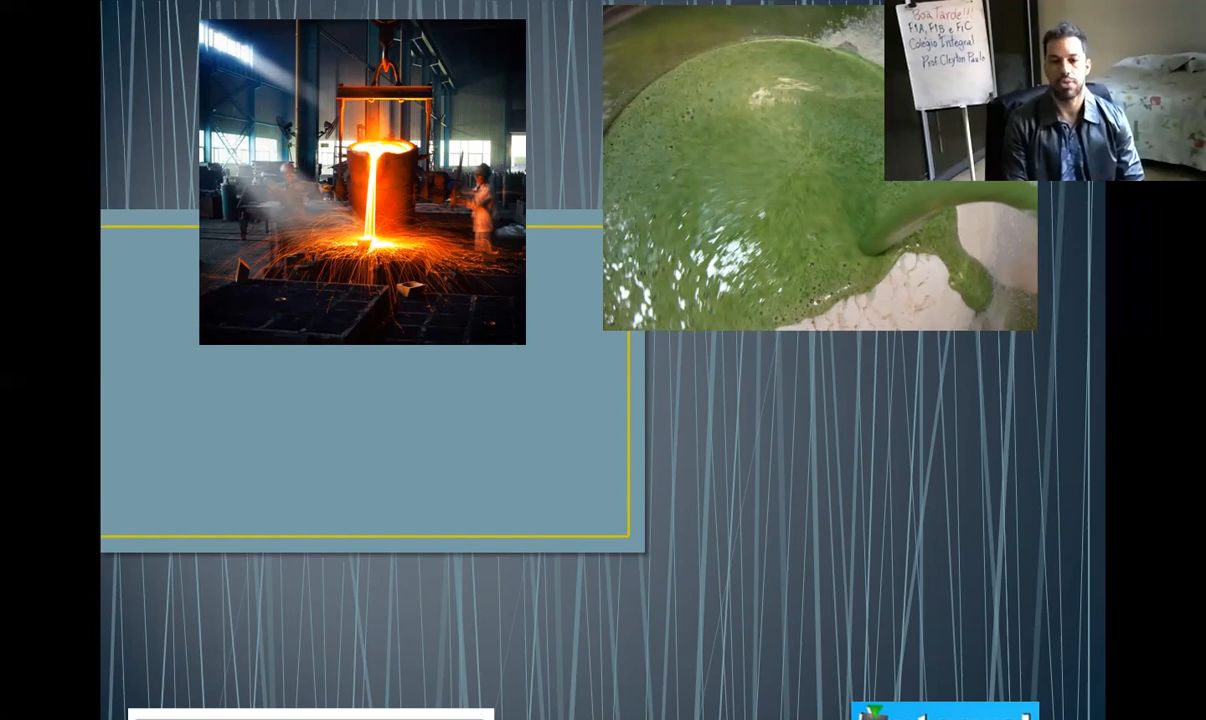 Boa Tarde!!!
F1A, F1B e F1C
Colégio Integral
Prof Cleyton Paulo